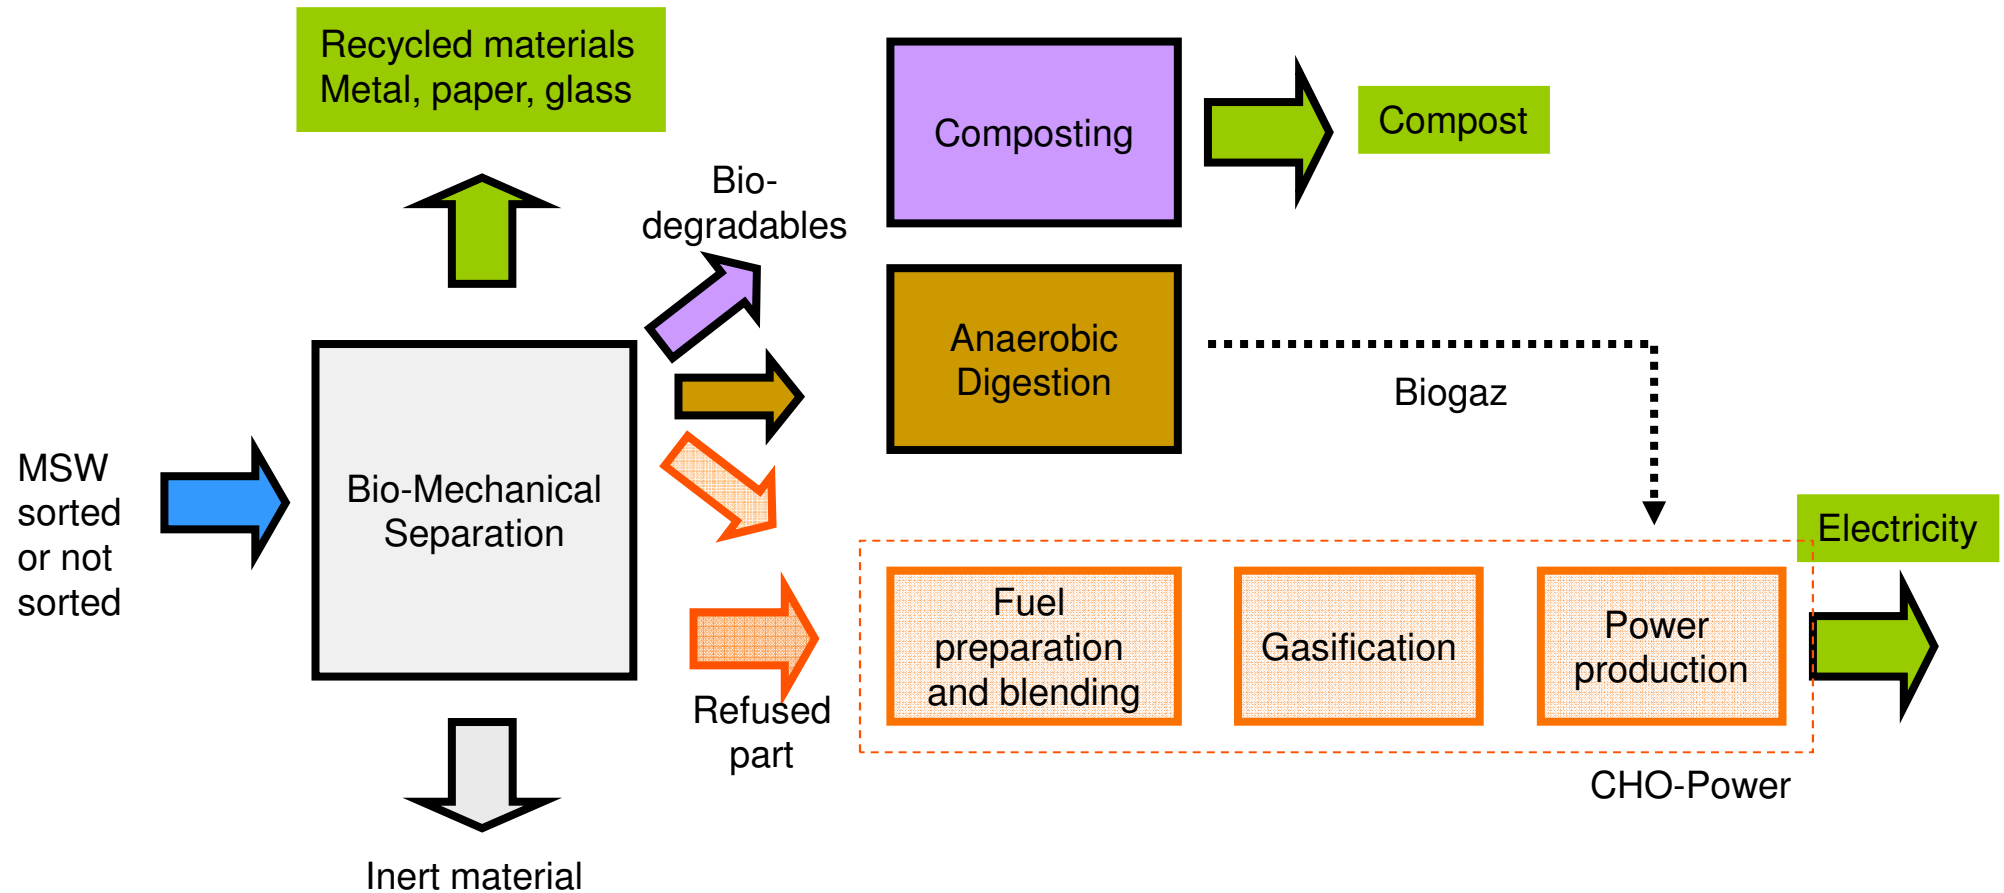 Recycled materials
Metal, paper, glass
Composting
Compost
Bio-
degradables
Anaerobic
Digestion
Biogaz
MSW
sorted
or not
sorted
Bio-Mechanical
Separation
Electricity
Fuel
preparation
and blending
Gasification
Power
production
Refused
part
CHO-Power
Inert material